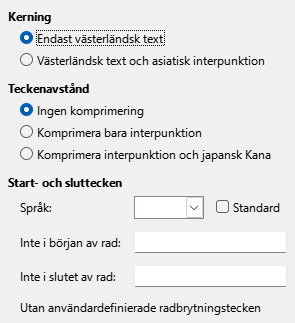 Kerning
Endast västerländsk text
Västerländsk text och asiatisk interpunktion
Teckenavstånd
Ingen komprimering
Komprimera bara interpunktion
Komprimera interpunktion och japansk Kana
Start- och sluttecken
Språk: Standard
Inte i början av rad:
Inte i slutet av rad:
Utan användardefinierade radbrytningstecken